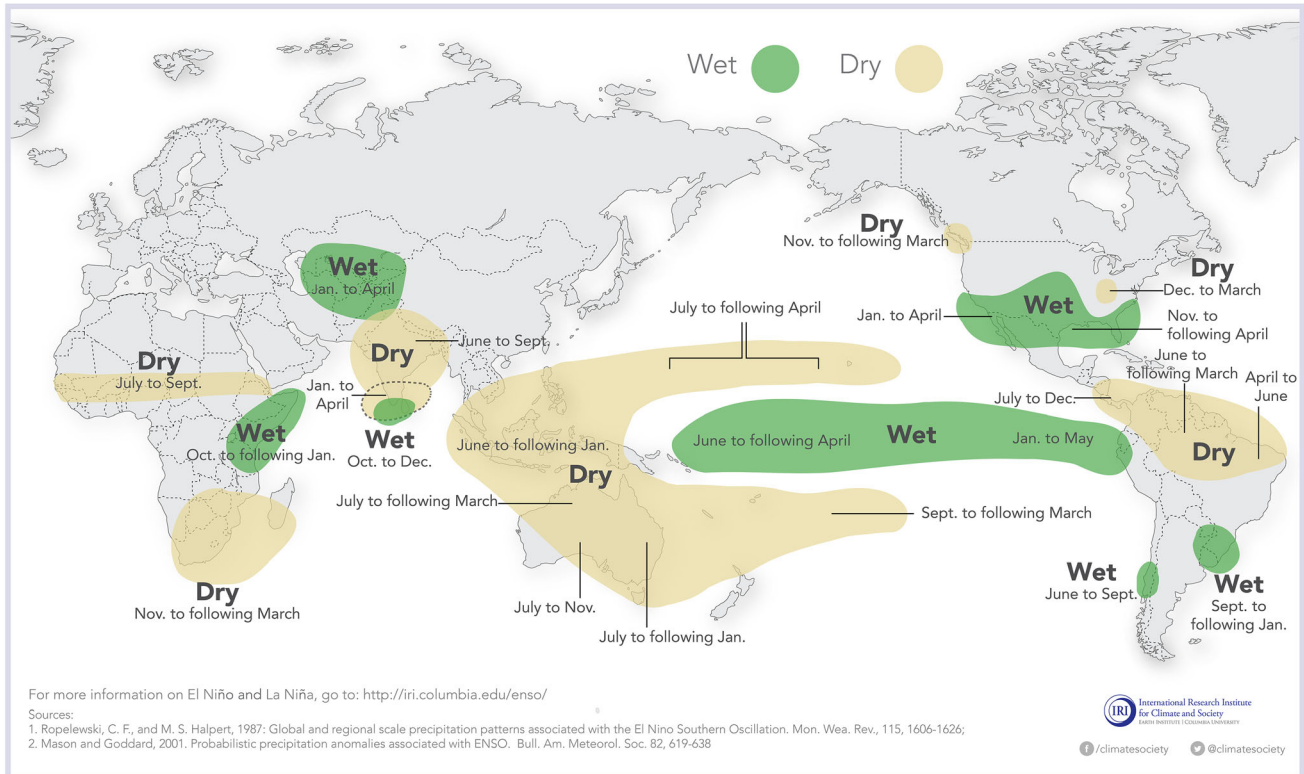 Wet
Dry
Dry
Nov. to following March
Wet
Jan. to April
Dry
Dec. to March
July to following April
Jan. to April
Wet
Nov. to
following April
Dry
June to Sept.
Dry
July to Sept.
June to
following March
April to
June
Jan. to
April
July to Dec.
Wet
Oct. to following Jan.
Wet
Oct. to Dec.
June to following Jan.
Dry
June to following April
Wet
Jan. to May
Dry
July to following March
Sept. to following March
Dry
Nov. to following March
July to Nov.
July to following Jan.
Wet
June to Sept.
Wet
Sept. to
following Jan.
For more information on El Niño and La Niña, go to: http://iri.columbia.edu/enso/
Sources:
1. Ropelewski, C. F., and M. S. Halpert, 1987: Global and regional scale precipitation patterns associated with the El Nino Southern Oscillation. Mon. Wea. Rev., 115, 1606-1626;
2. Mason and Goddard, 2001. Probabilistic precipitation anomalies associated with ENSO. Bull. Am. Meteorol. Soc. 82, 619-638
IRI
International Research Institute
for Climate and Society
EARTH INSTITUTE | COLUMBIA UNIVERSITY
/climatesociety
@climatesociety